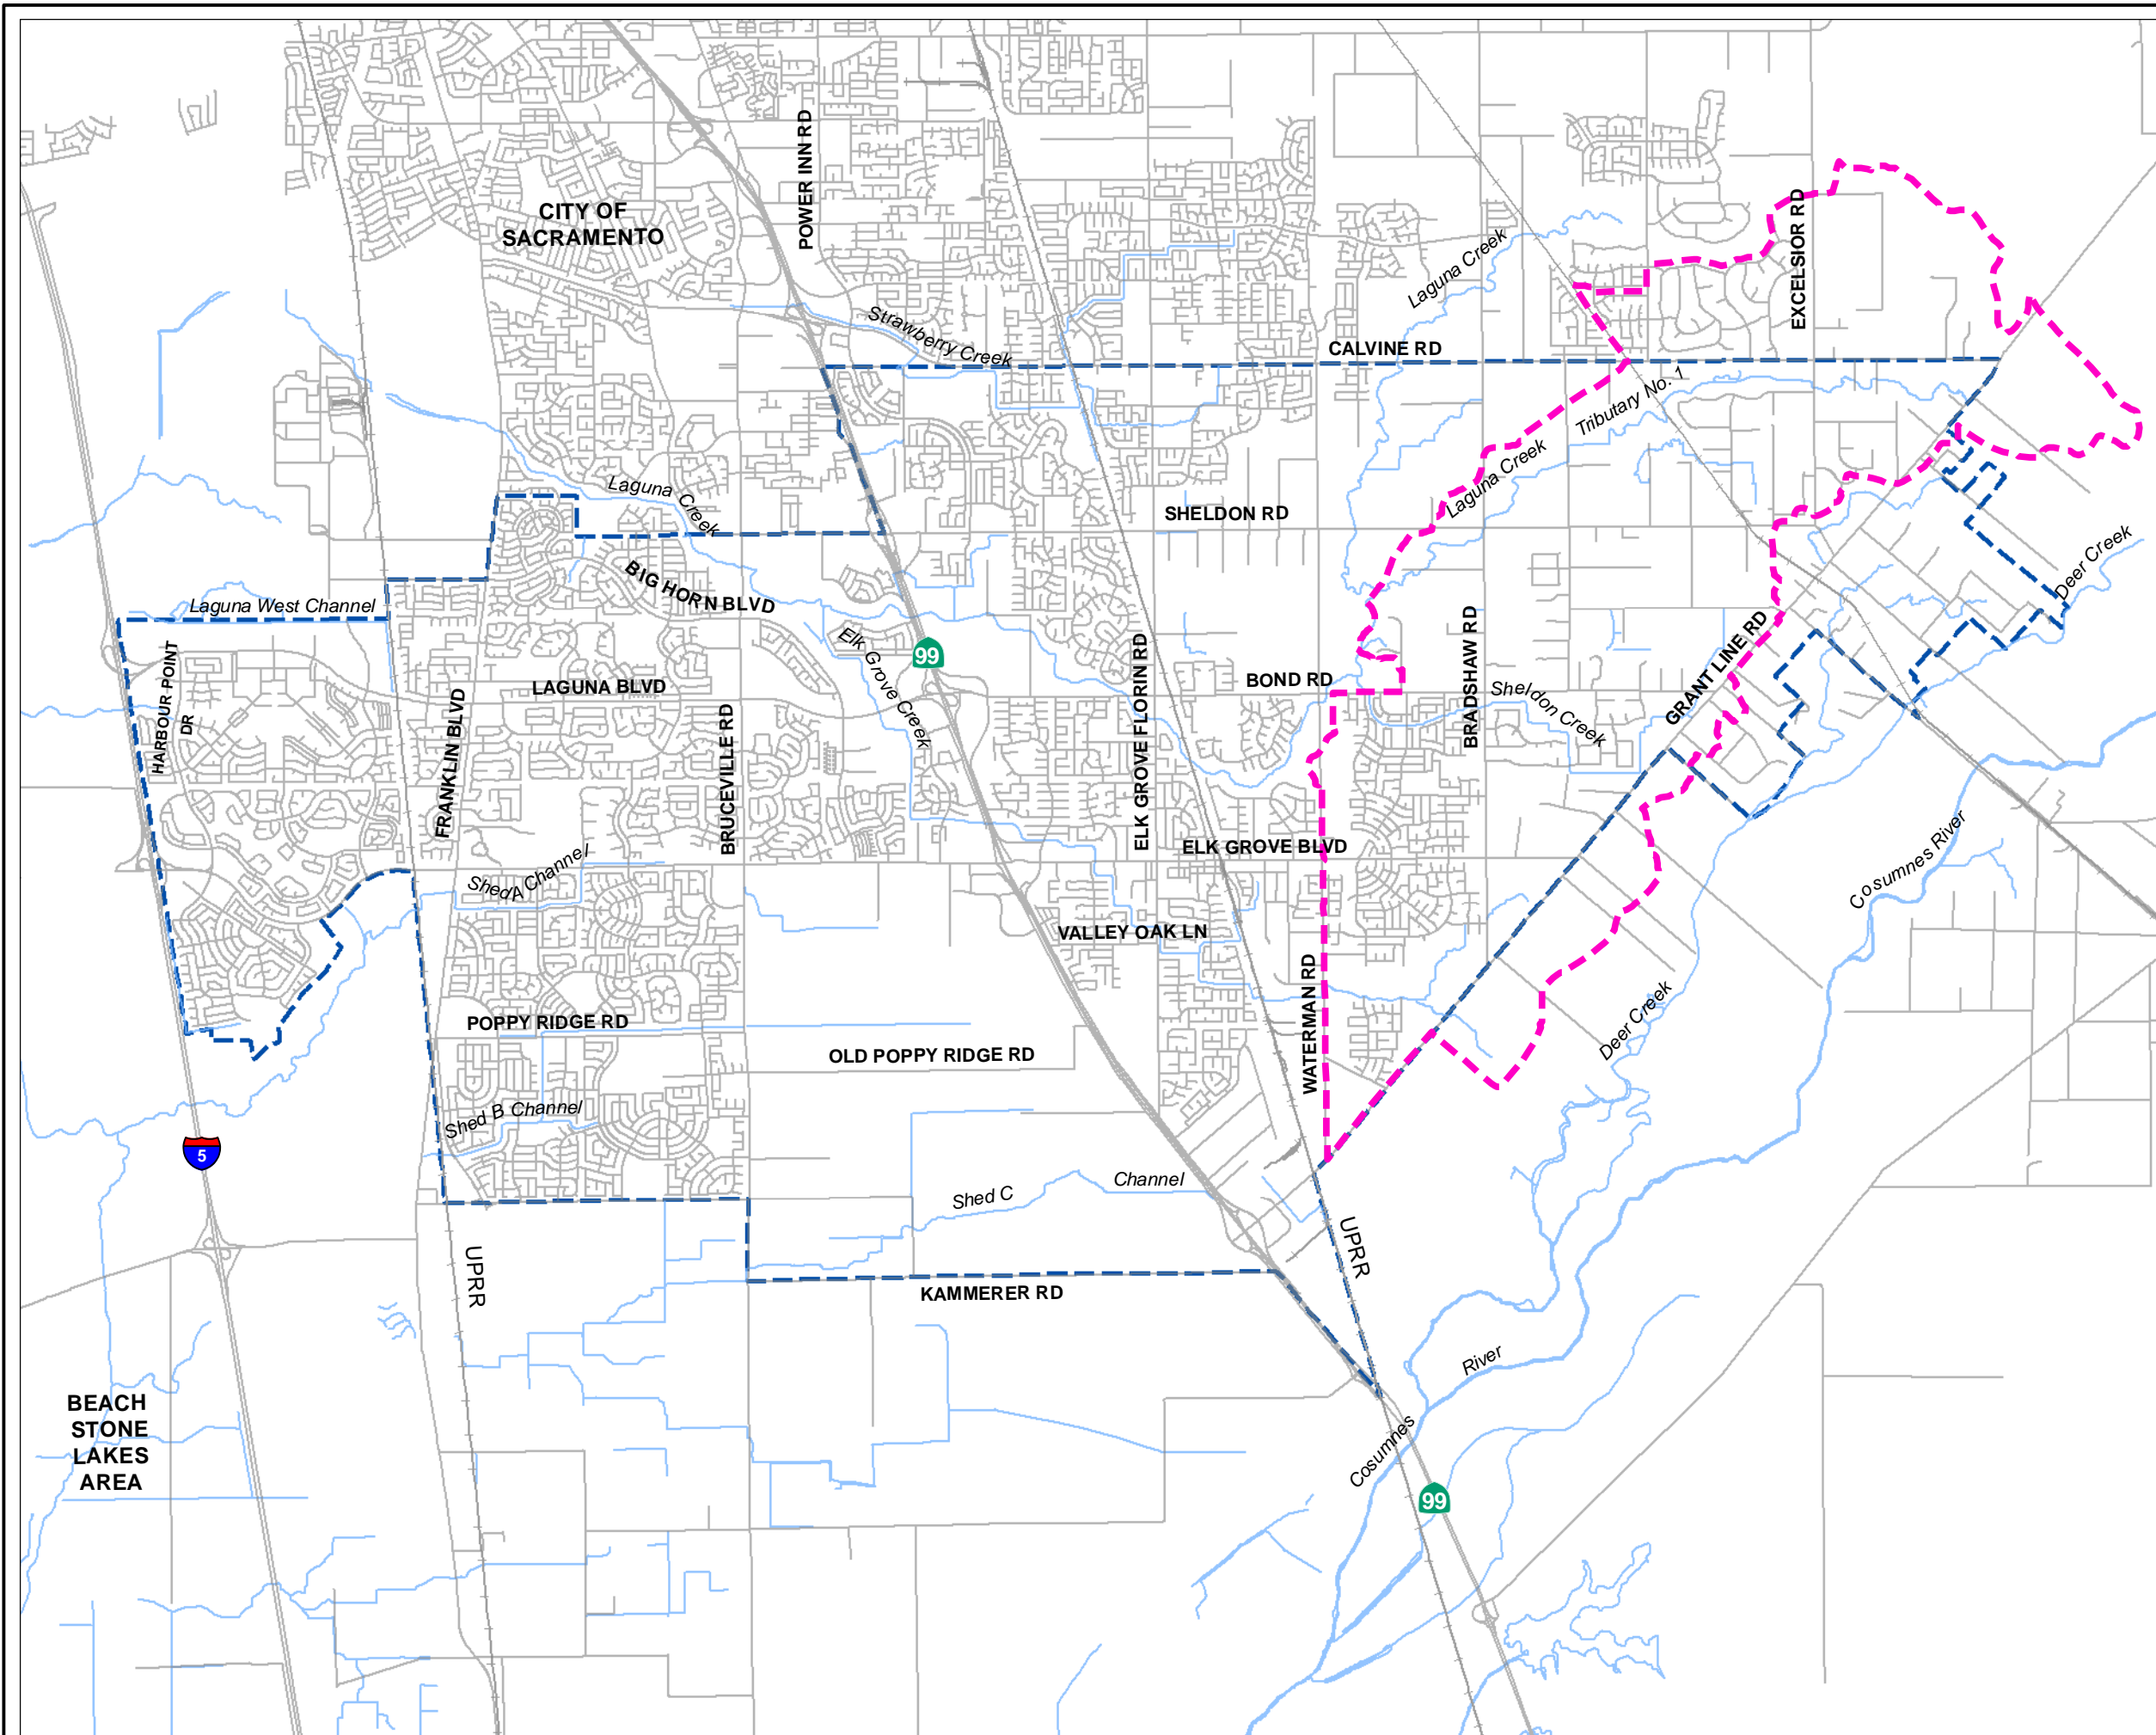 CITY OF
SACRAMENTO
POWER INN RD
EXCELSIOR RD
Laguna Creek
Strawberry Creek
CALVINE RD
Tributary No. 1
Laguna Creek
Laguna Creek
SHELDON RD
Deer Creek
BIG HORN BLVD
Laguna West Channel
HARBOUR POINT
DR
Elk Grove Creek
99
ELK GROVE FLORIN RD
BRADSHAW RD
GRANT LINE RD
BOND RD
LAGUNA BLVD
Sheldon Creek
FRANKLIN BLVD
BRUCEVILLE RD
ELK GROVE BLVD
Shed A Channel
Cosumnes River
VALLEY OAK LN
WATERMAN RD
POPPY RIDGE RD
OLD POPPY RIDGE RD
Deer Creek
Shed B Channel
5
Shed C
Channel
UPRR
UPRR
KAMMERER RD
River
Cosumnes
BEACH
STONE
LAKES
AREA
99